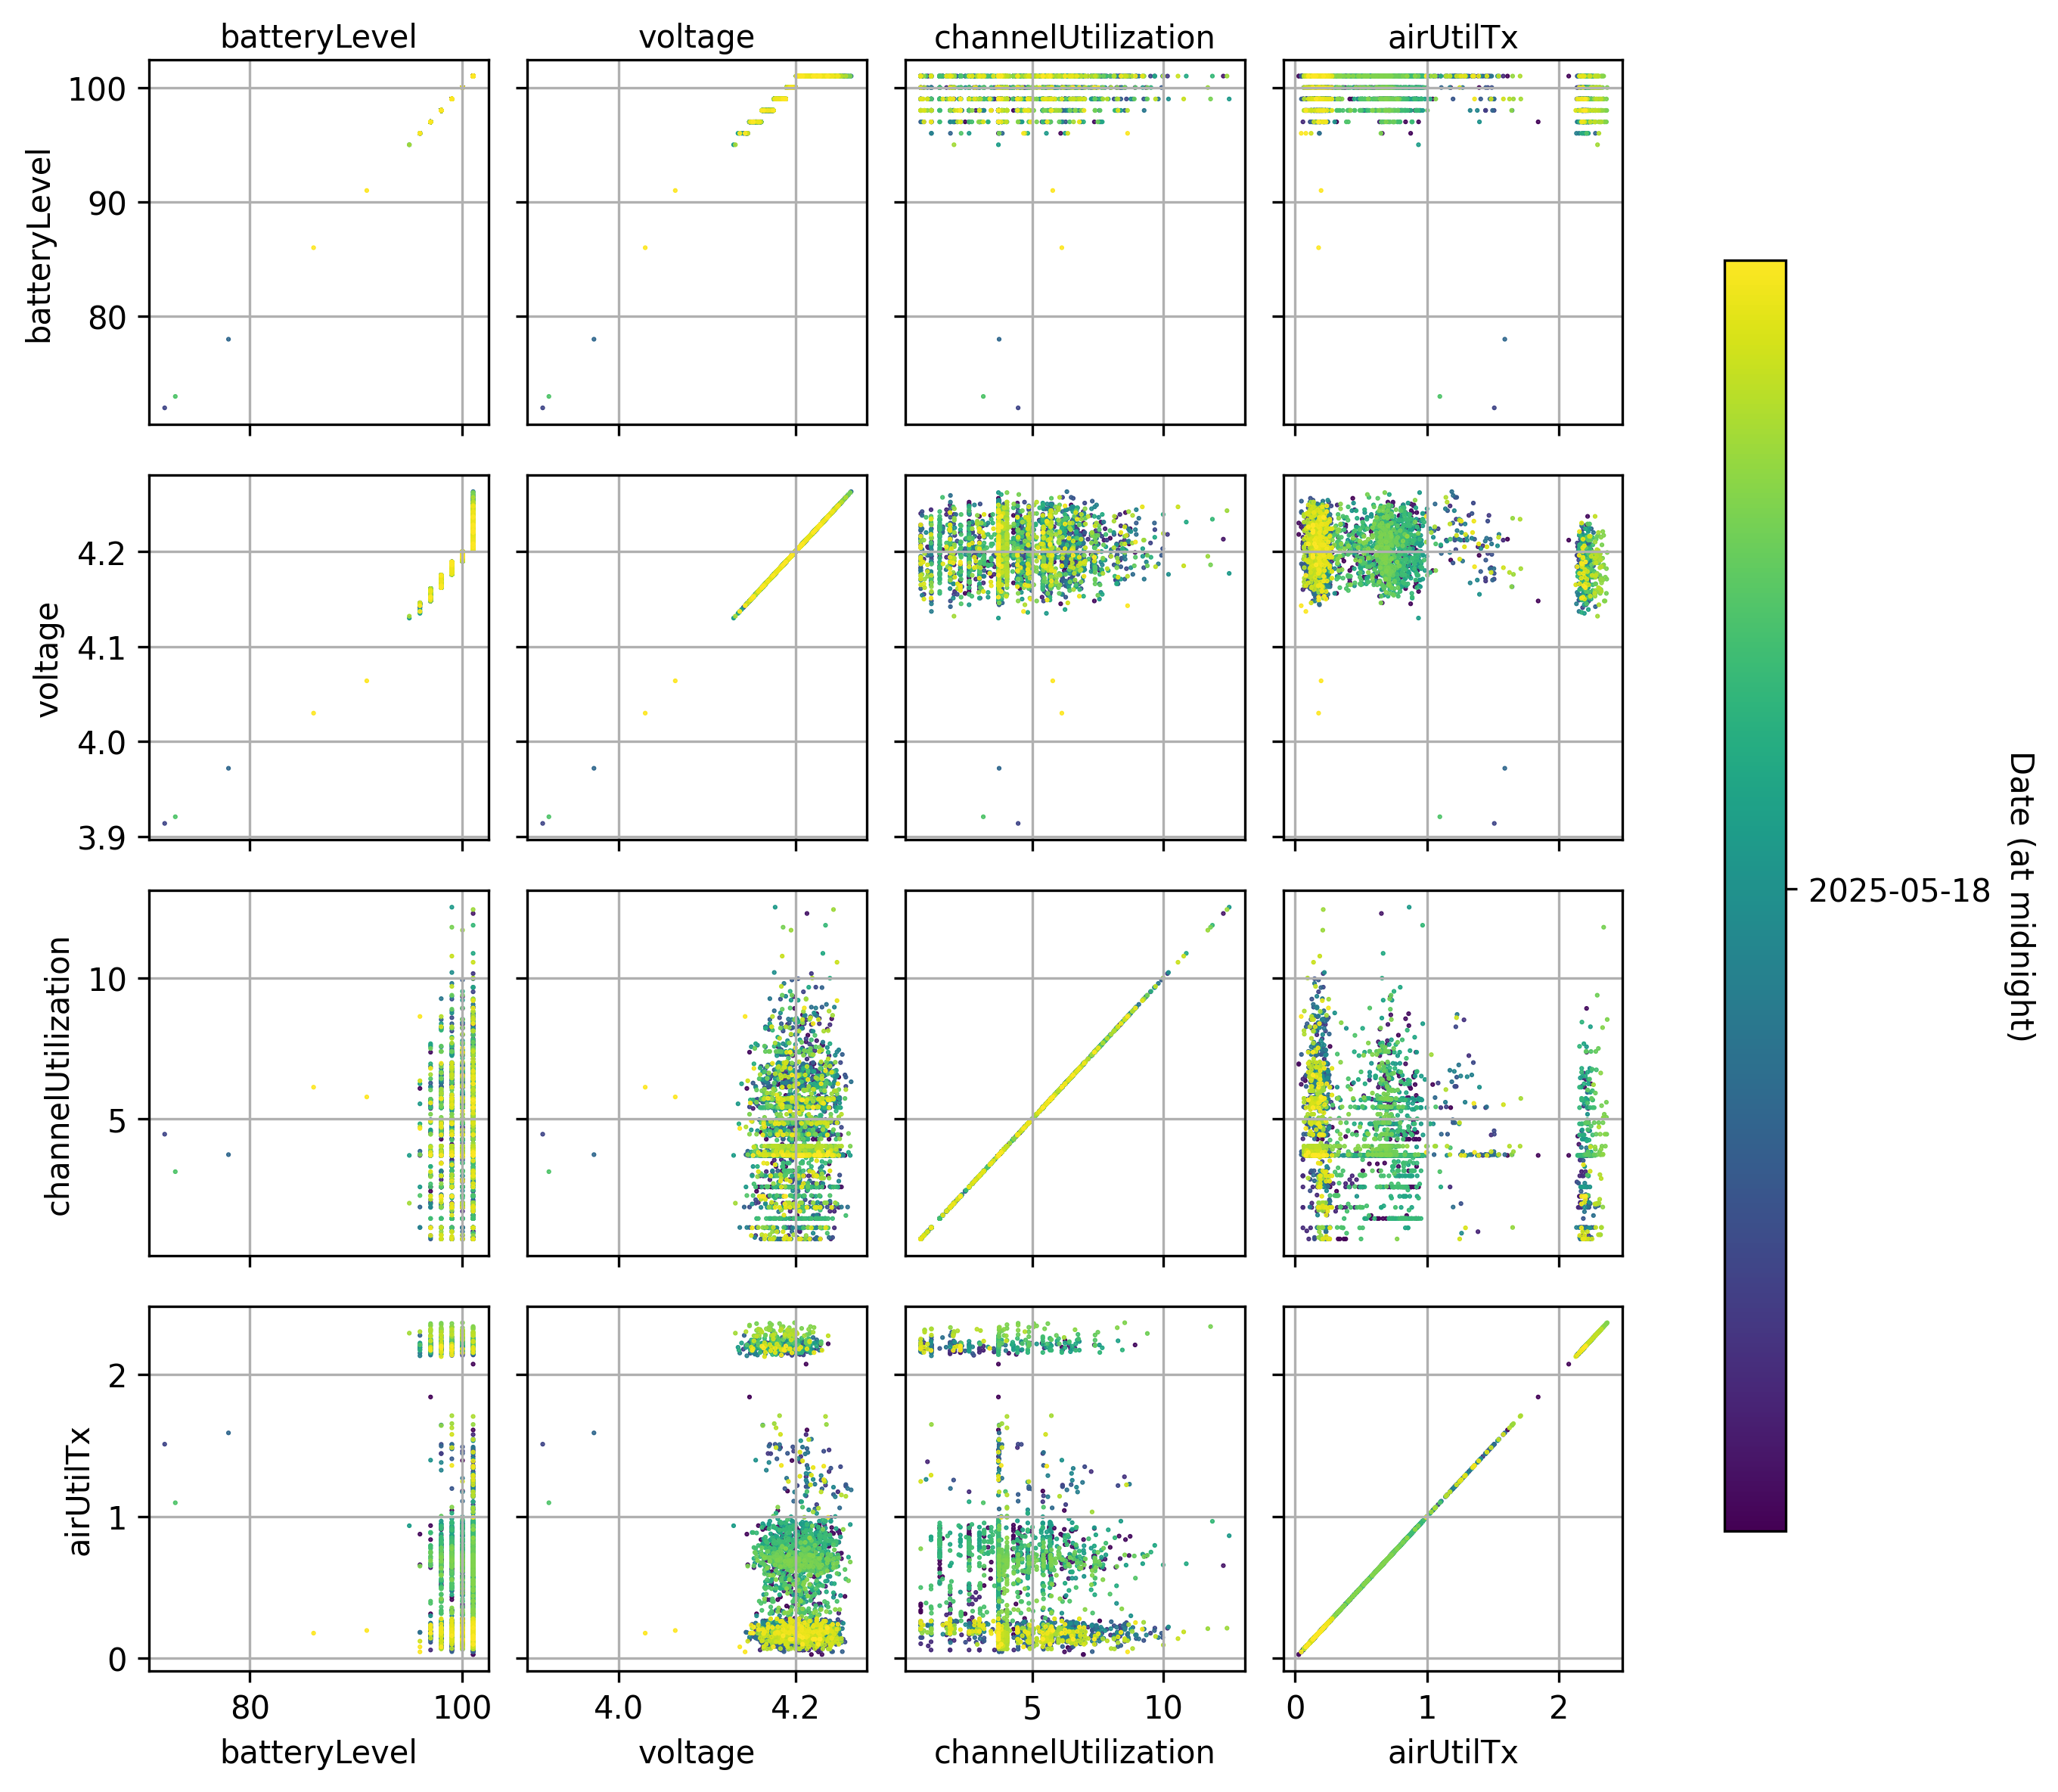 batteryLevel voltage channelUtilization airUtilTx
batteryLevel
100
90
80
voltage
4.2
4.1
4.0
3.9
channelUtilization
10
5
airUtilTx
2
1
0
80 100 4.0 4.2 5 10 0 1 2
batteryLevel voltage channelUtilization airUtilTx
2025-05-18
Date (at midnight)